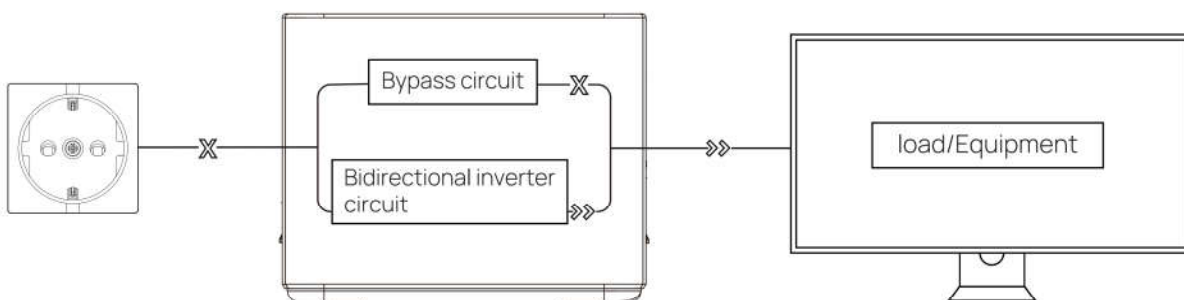 Bypass circuit
Bidirectional inverter
circuit
load/Equipment